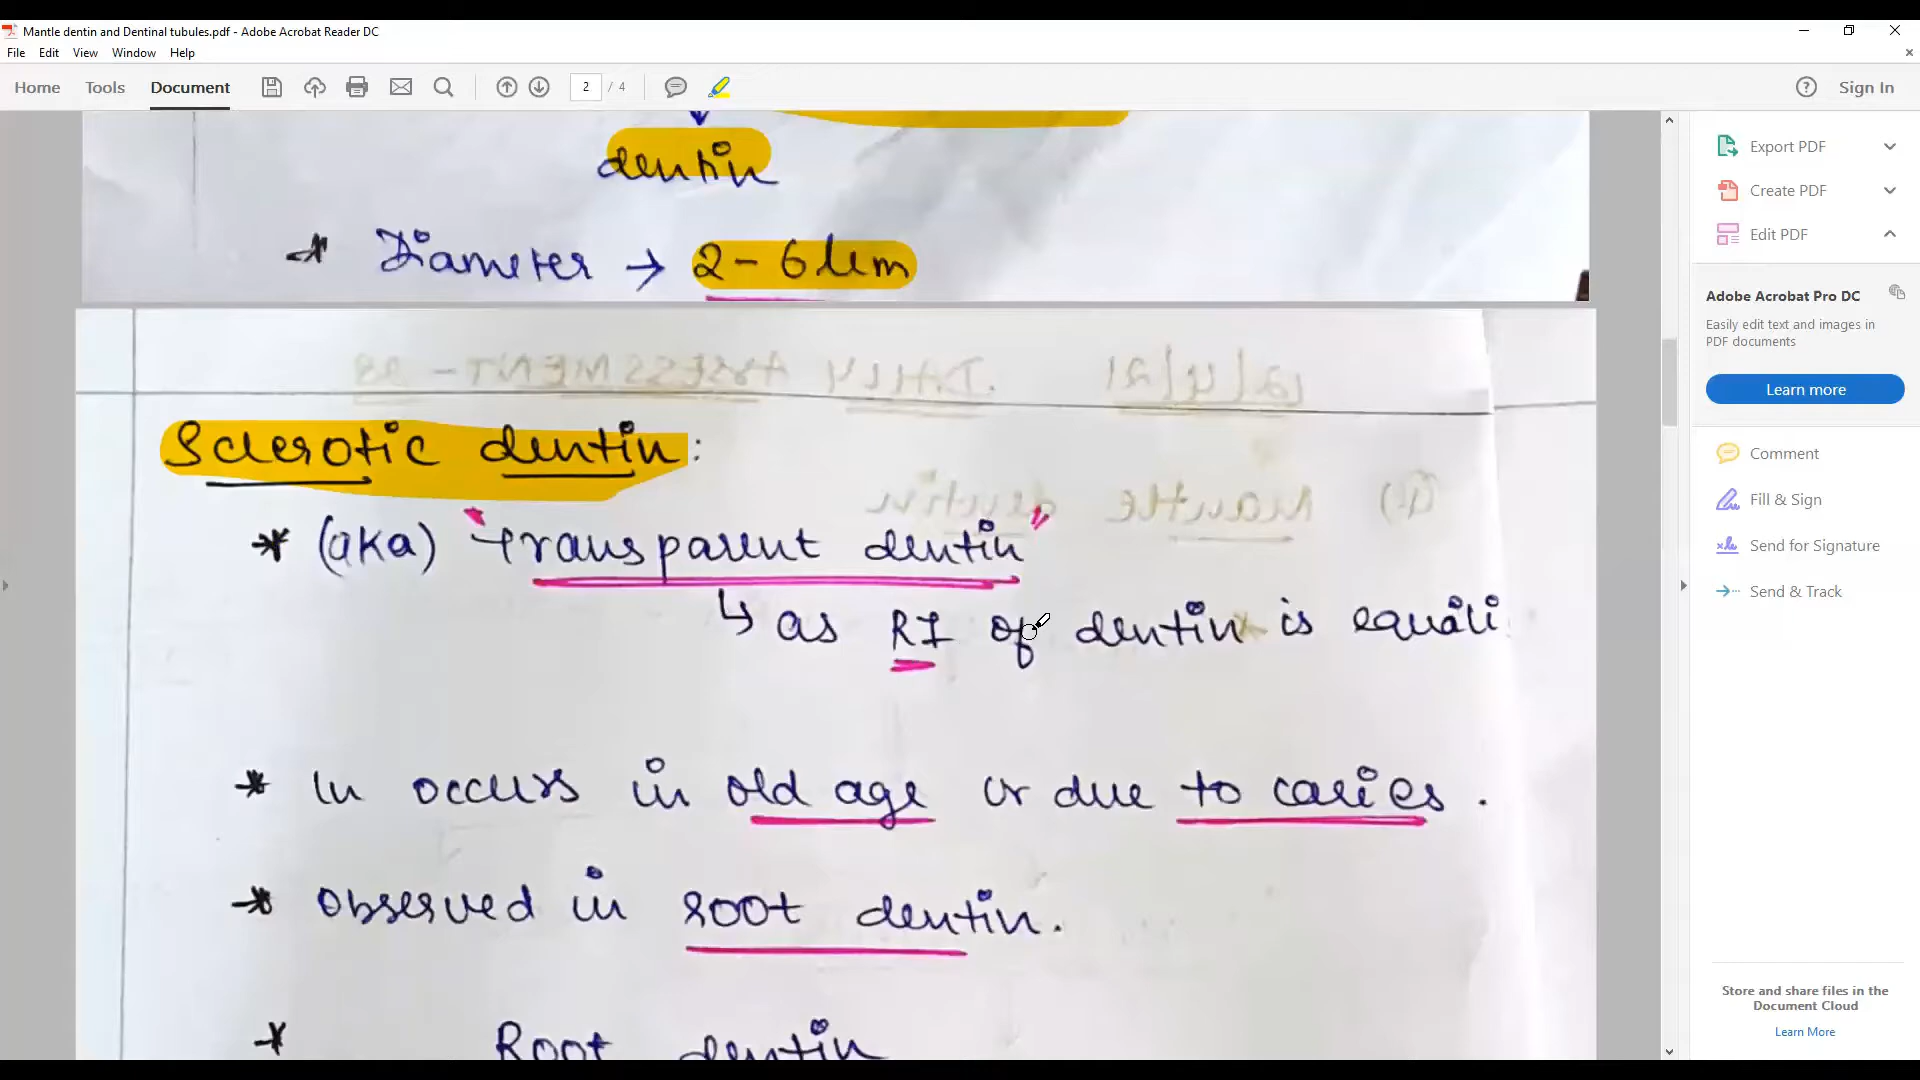 Mantle dentin and Dentinal tubules.pdf - Adobe Acrobat Reader DC
File Edit View Window Help
Home Tools Document 2 / 4 Sign In
dentin
* Diameter → 2 - 6 um
Sclerotic dentin :
* (aka) "transparent dentin"
↳ as RI of dentin is equali
* In occurs in old age or due to caries .
* Observed in root dentin .
* Root dentin
Export PDF
Create PDF
Edit PDF
Adobe Acrobat Pro DC
Easily edit text and images in
PDF documents
Learn more
Comment
Fill & Sign
Send for Signature
Send & Track
Store and share files in the
Document Cloud
Learn More